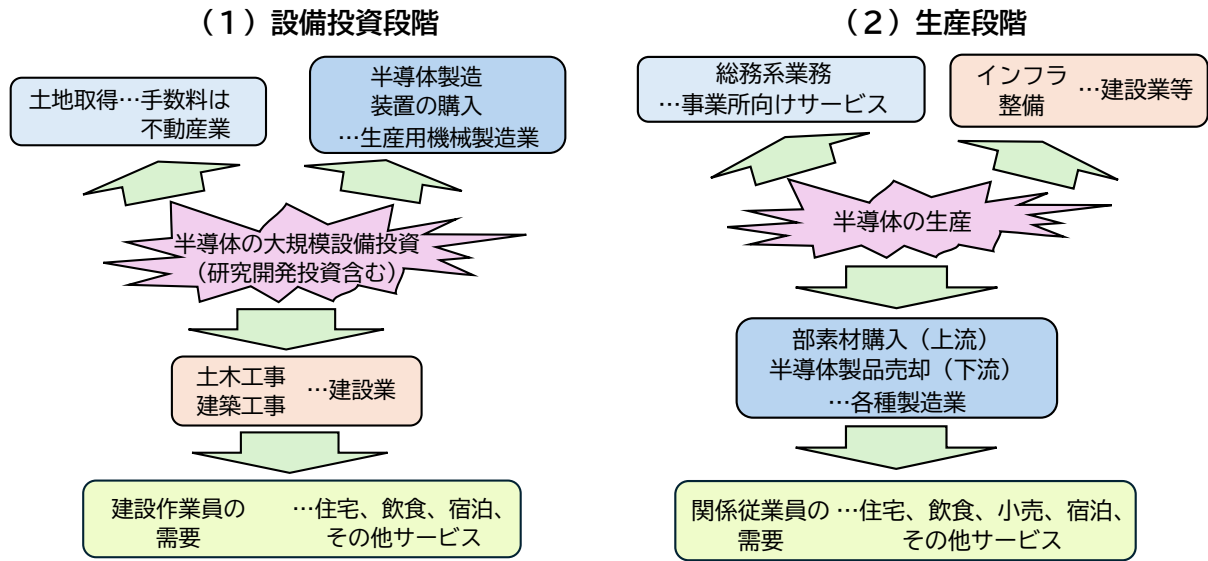 (1)設備投資段階
土地取得…手数料は
不動産業
半導体製造
装置の購入
…生産用機械製造業
半導体の大規模設備投資
(研究開発投資含む)
土木工事
建築工事
…建設業
建設作業員の
需要
…住宅、飲食、宿泊、
その他サービス
(2)生産段階
総務系業務
…事業所向けサービス
インフラ
整備
…建設業等
半導体の生産
部素材購入(上流)
半導体製品売却(下流)
…各種製造業
関係従業員の
需要
…住宅、飲食、小売、宿泊、
その他サービス